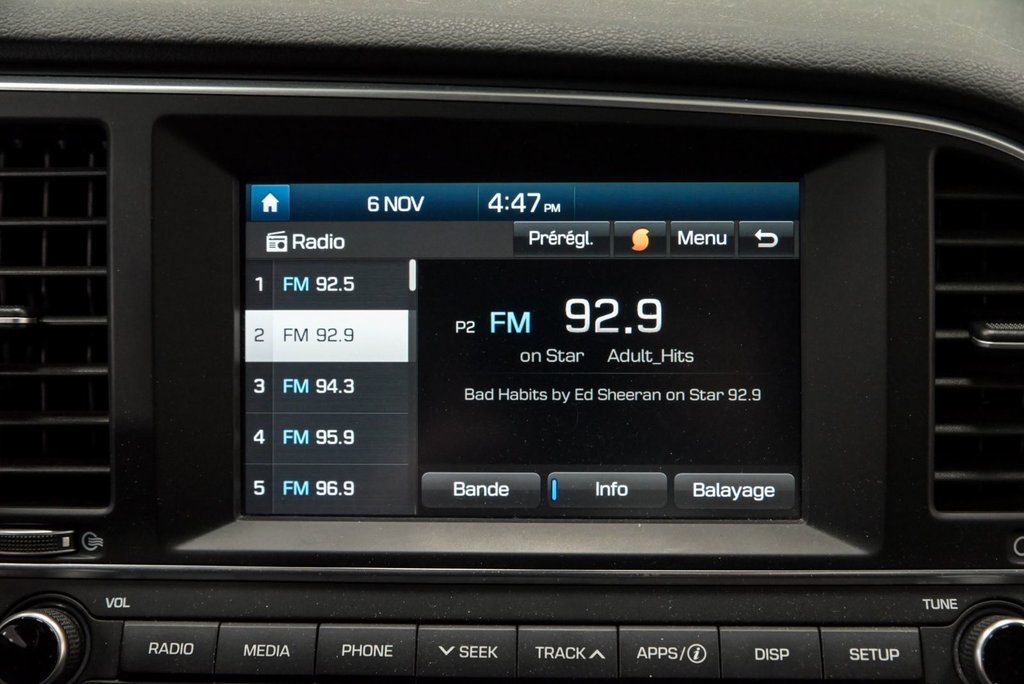 6 NOV 4:47 PM
Radio Prérégl. Menu
1 FM 92.5
2 FM 92.9
3 FM 94.3
4 FM 95.9
5 FM 96.9
P2 FM 92.9
on Star Adult_Hits
Bad Habits by Ed Sheeran on Star 92.9
Bande Info Balayage
VOL TUNE
RADIO MEDIA PHONE SEEK TRACK APPS/i DISP SETUP